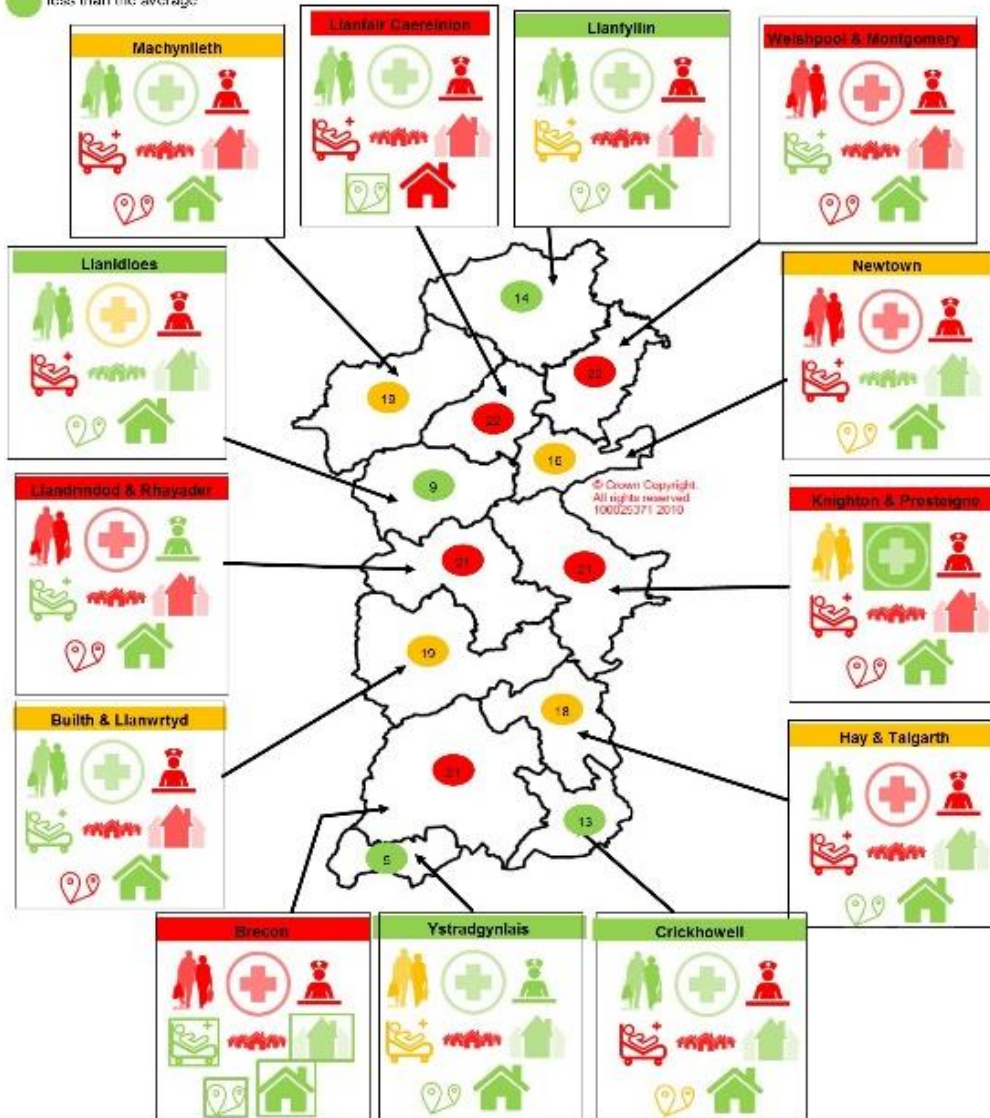 less than the average
Machynlleth
Llanfair Caereinion
Llanfyllin
Welshpool & Montgomery
Llanidloes
Newtown
14
22
19
22
16
9
© Crown Copyright.
All rights reserved
100025371 2010
Llandrindod & Rhayader
Knighton & Presteigne
21
21
19
Builth & Llanwrtyd
18
Hay & Talgarth
21
13
5
Brecon
Ystradgynlais
Crickhowell